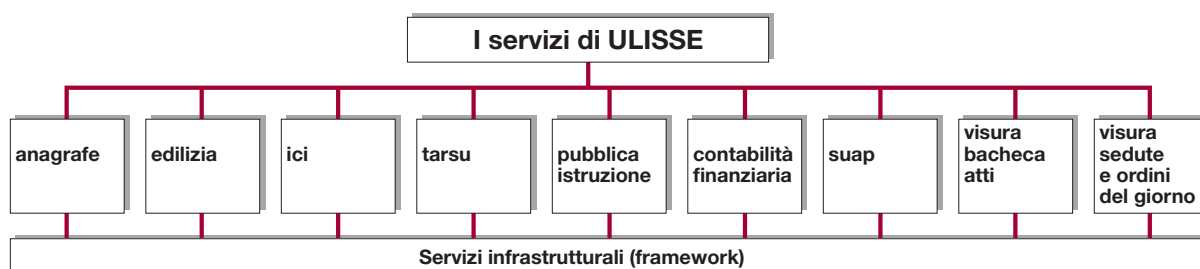 I servizi di ULISSE
anagrafe
edilizia
ici
tarsu
pubblica
istruzione
contabilità
finanziaria
suap
visura
bacheca
atti
visura
sedute
e ordini
del giorno
Servizi infrastrutturali (framework)